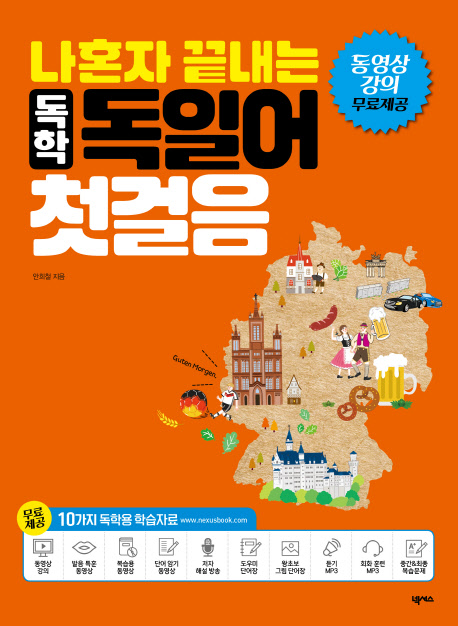 나혼자 끝내는
독학
독일어
첫걸음
동영상
강의
무료제공
안희철 지음
Guten Morgen.
무료
제공
10가지 독학용 학습자료 www.nexusbook.com
동영상
강의
발음 특훈
동영상
복습용
동영상
단어 암기
동영상
저자
해설 방송
도우미
단어장
왕초보
그림 단어장
듣기
MP3
회화 훈련
MP3
중간&최종
복습문제
넥서스